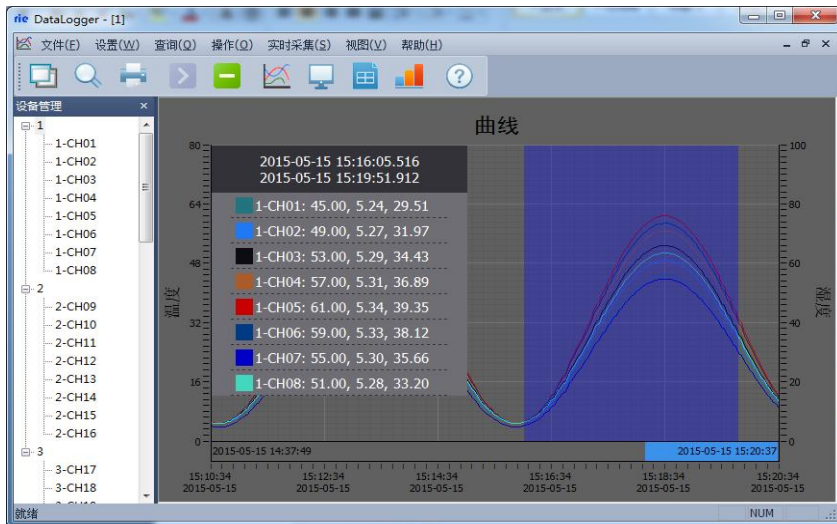 rie DataLogger - [1]
文件(F) 设置(W) 查询(Q) 操作(O) 实时采集(S) 视图(V) 帮助(H)
设备管理
1
1-CH01
1-CH02
1-CH03
1-CH04
1-CH05
1-CH06
1-CH07
1-CH08
2
2-CH09
2-CH10
2-CH11
2-CH12
2-CH13
2-CH14
2-CH15
2-CH16
3
3-CH17
3-CH18
曲线
80
64
48
32
16
0
温度
2015-05-15 15:16:05.516
2015-05-15 15:19:51.912
1-CH01: 45.00, 5.24, 29.51
1-CH02: 49.00, 5.27, 31.97
1-CH03: 53.00, 5.29, 34.43
1-CH04: 57.00, 5.31, 36.89
1-CH05: 61.00, 5.34, 39.35
1-CH06: 59.00, 5.33, 38.12
1-CH07: 55.00, 5.30, 35.66
1-CH08: 51.00, 5.28, 33.20
100
80
60
40
20
0
湿度
2015-05-15 14:37:49 2015-05-15 15:20:37
15:10:34 15:12:34 15:14:34 15:16:34 15:18:34 15:20:34
2015-05-15 2015-05-15 2015-05-15 2015-05-15 2015-05-15 2015-05-15
就绪 NUM